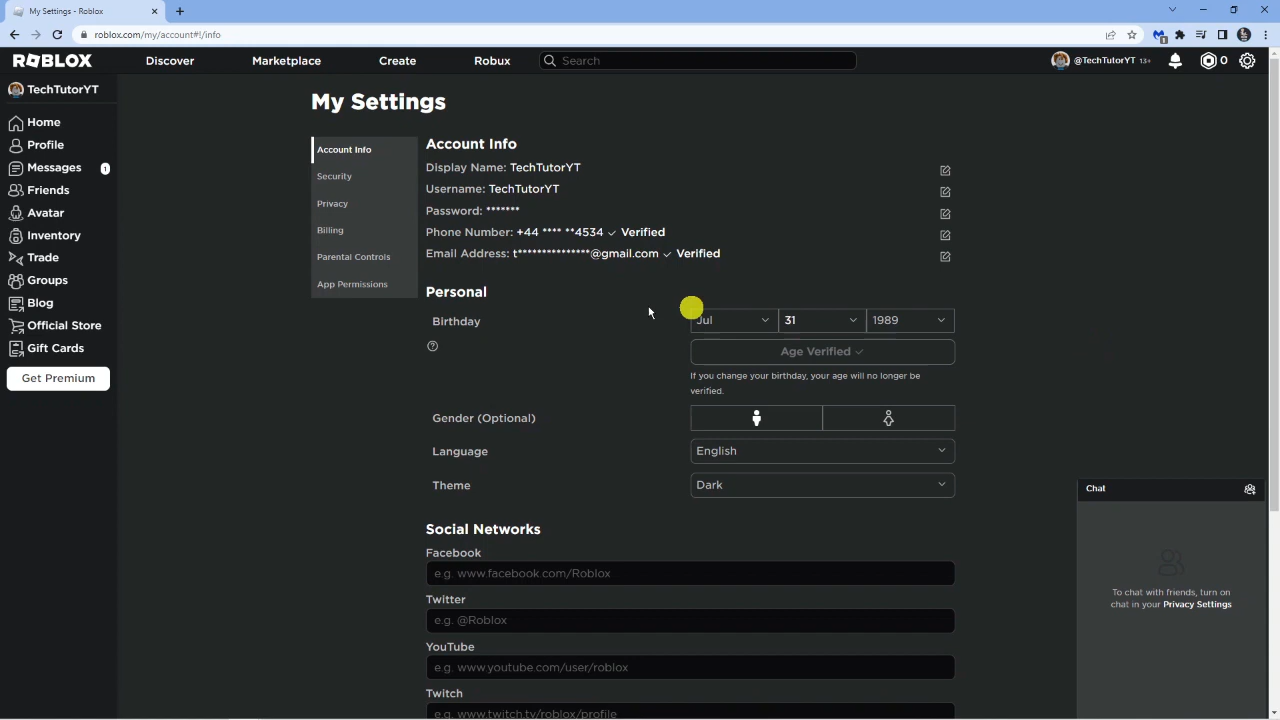 My Settings - Roblox
roblox.com/my/account#!/info
1
ROBLOX
Discover
Marketplace
Create
Robux
Search
@TechTutorYT 13+
0
TechTutorYT
Home
Profile
Messages 1
Friends
Avatar
Inventory
Trade
Groups
Blog
Official Store
Gift Cards
Get Premium
My Settings
Account Info
Security
Privacy
Billing
Parental Controls
App Permissions
Account Info
Display Name: TechTutorYT
Username: TechTutorYT
Password: *******
Phone Number: +44 **** **4534 ✓ Verified
Email Address: t***************@gmail.com ✓ Verified
Personal
Birthday
Jul
31
1989
Age Verified ✓
If you change your birthday, your age will no longer be
verified.
Gender (Optional)
Language
English
Theme
Dark
Social Networks
Facebook
e.g. www.facebook.com/Roblox
Twitter
e.g. @Roblox
YouTube
e.g. www.youtube.com/user/roblox
Twitch
e.g. www.twitch.tv/roblox/profile
Chat
To chat with friends, turn on
chat in your Privacy Settings